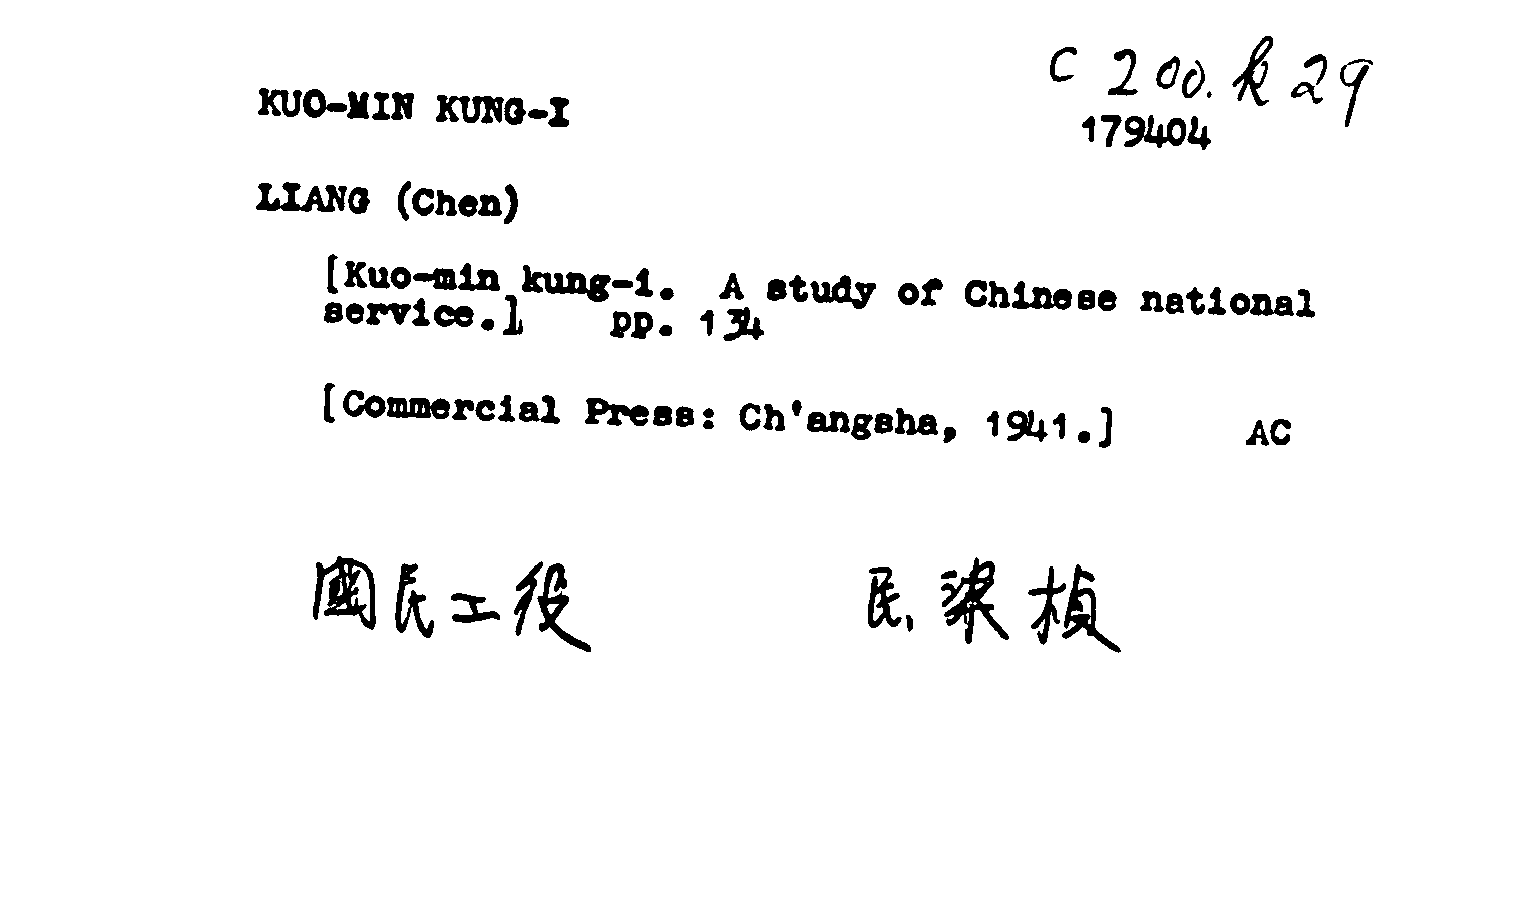 C 200. k 29
KUO-MIN KUNG-I
179404
LIANG (Chen)
[Kuo-min kung-i. A study of Chinese national
service.] pp. 134
[Commercial Press: Ch'angsha, 1941.] AC
國民工役 民, 梁楨